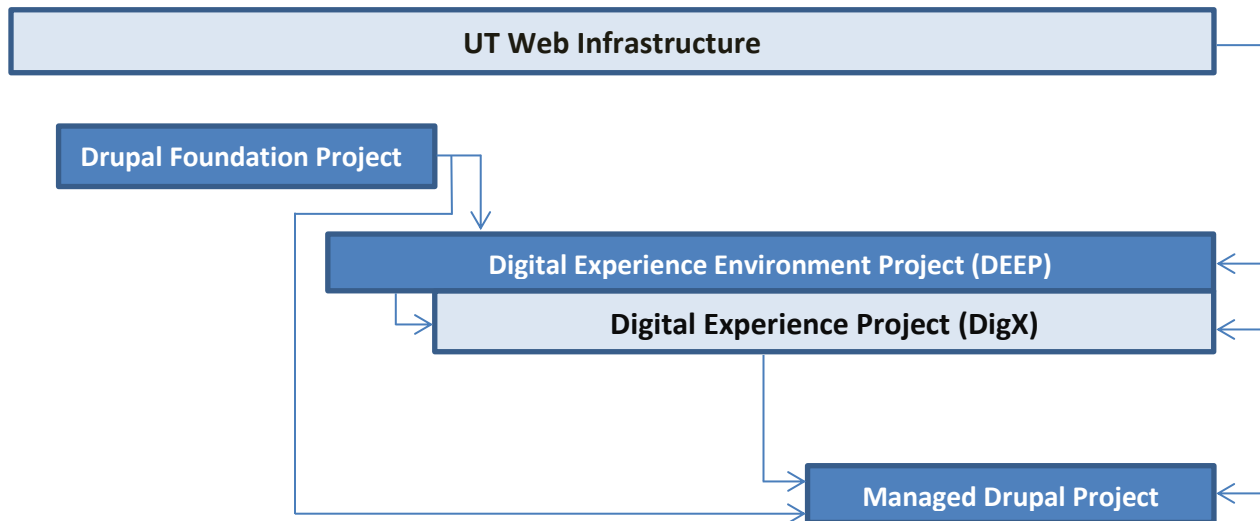 UT Web Infrastructure
Drupal Foundation Project
Digital Experience Environment Project (DEEP)
Digital Experience Project (DigX)
Managed Drupal Project